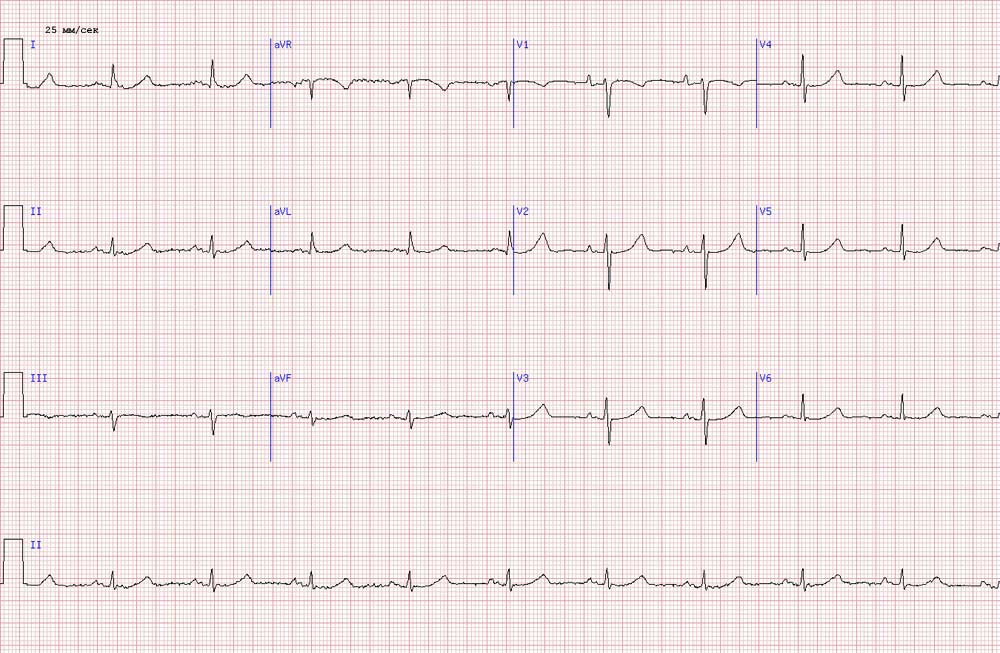 25 мм/сек
I aVR V1 V4
II aVL V2 V5
III aVF V3 V6
II